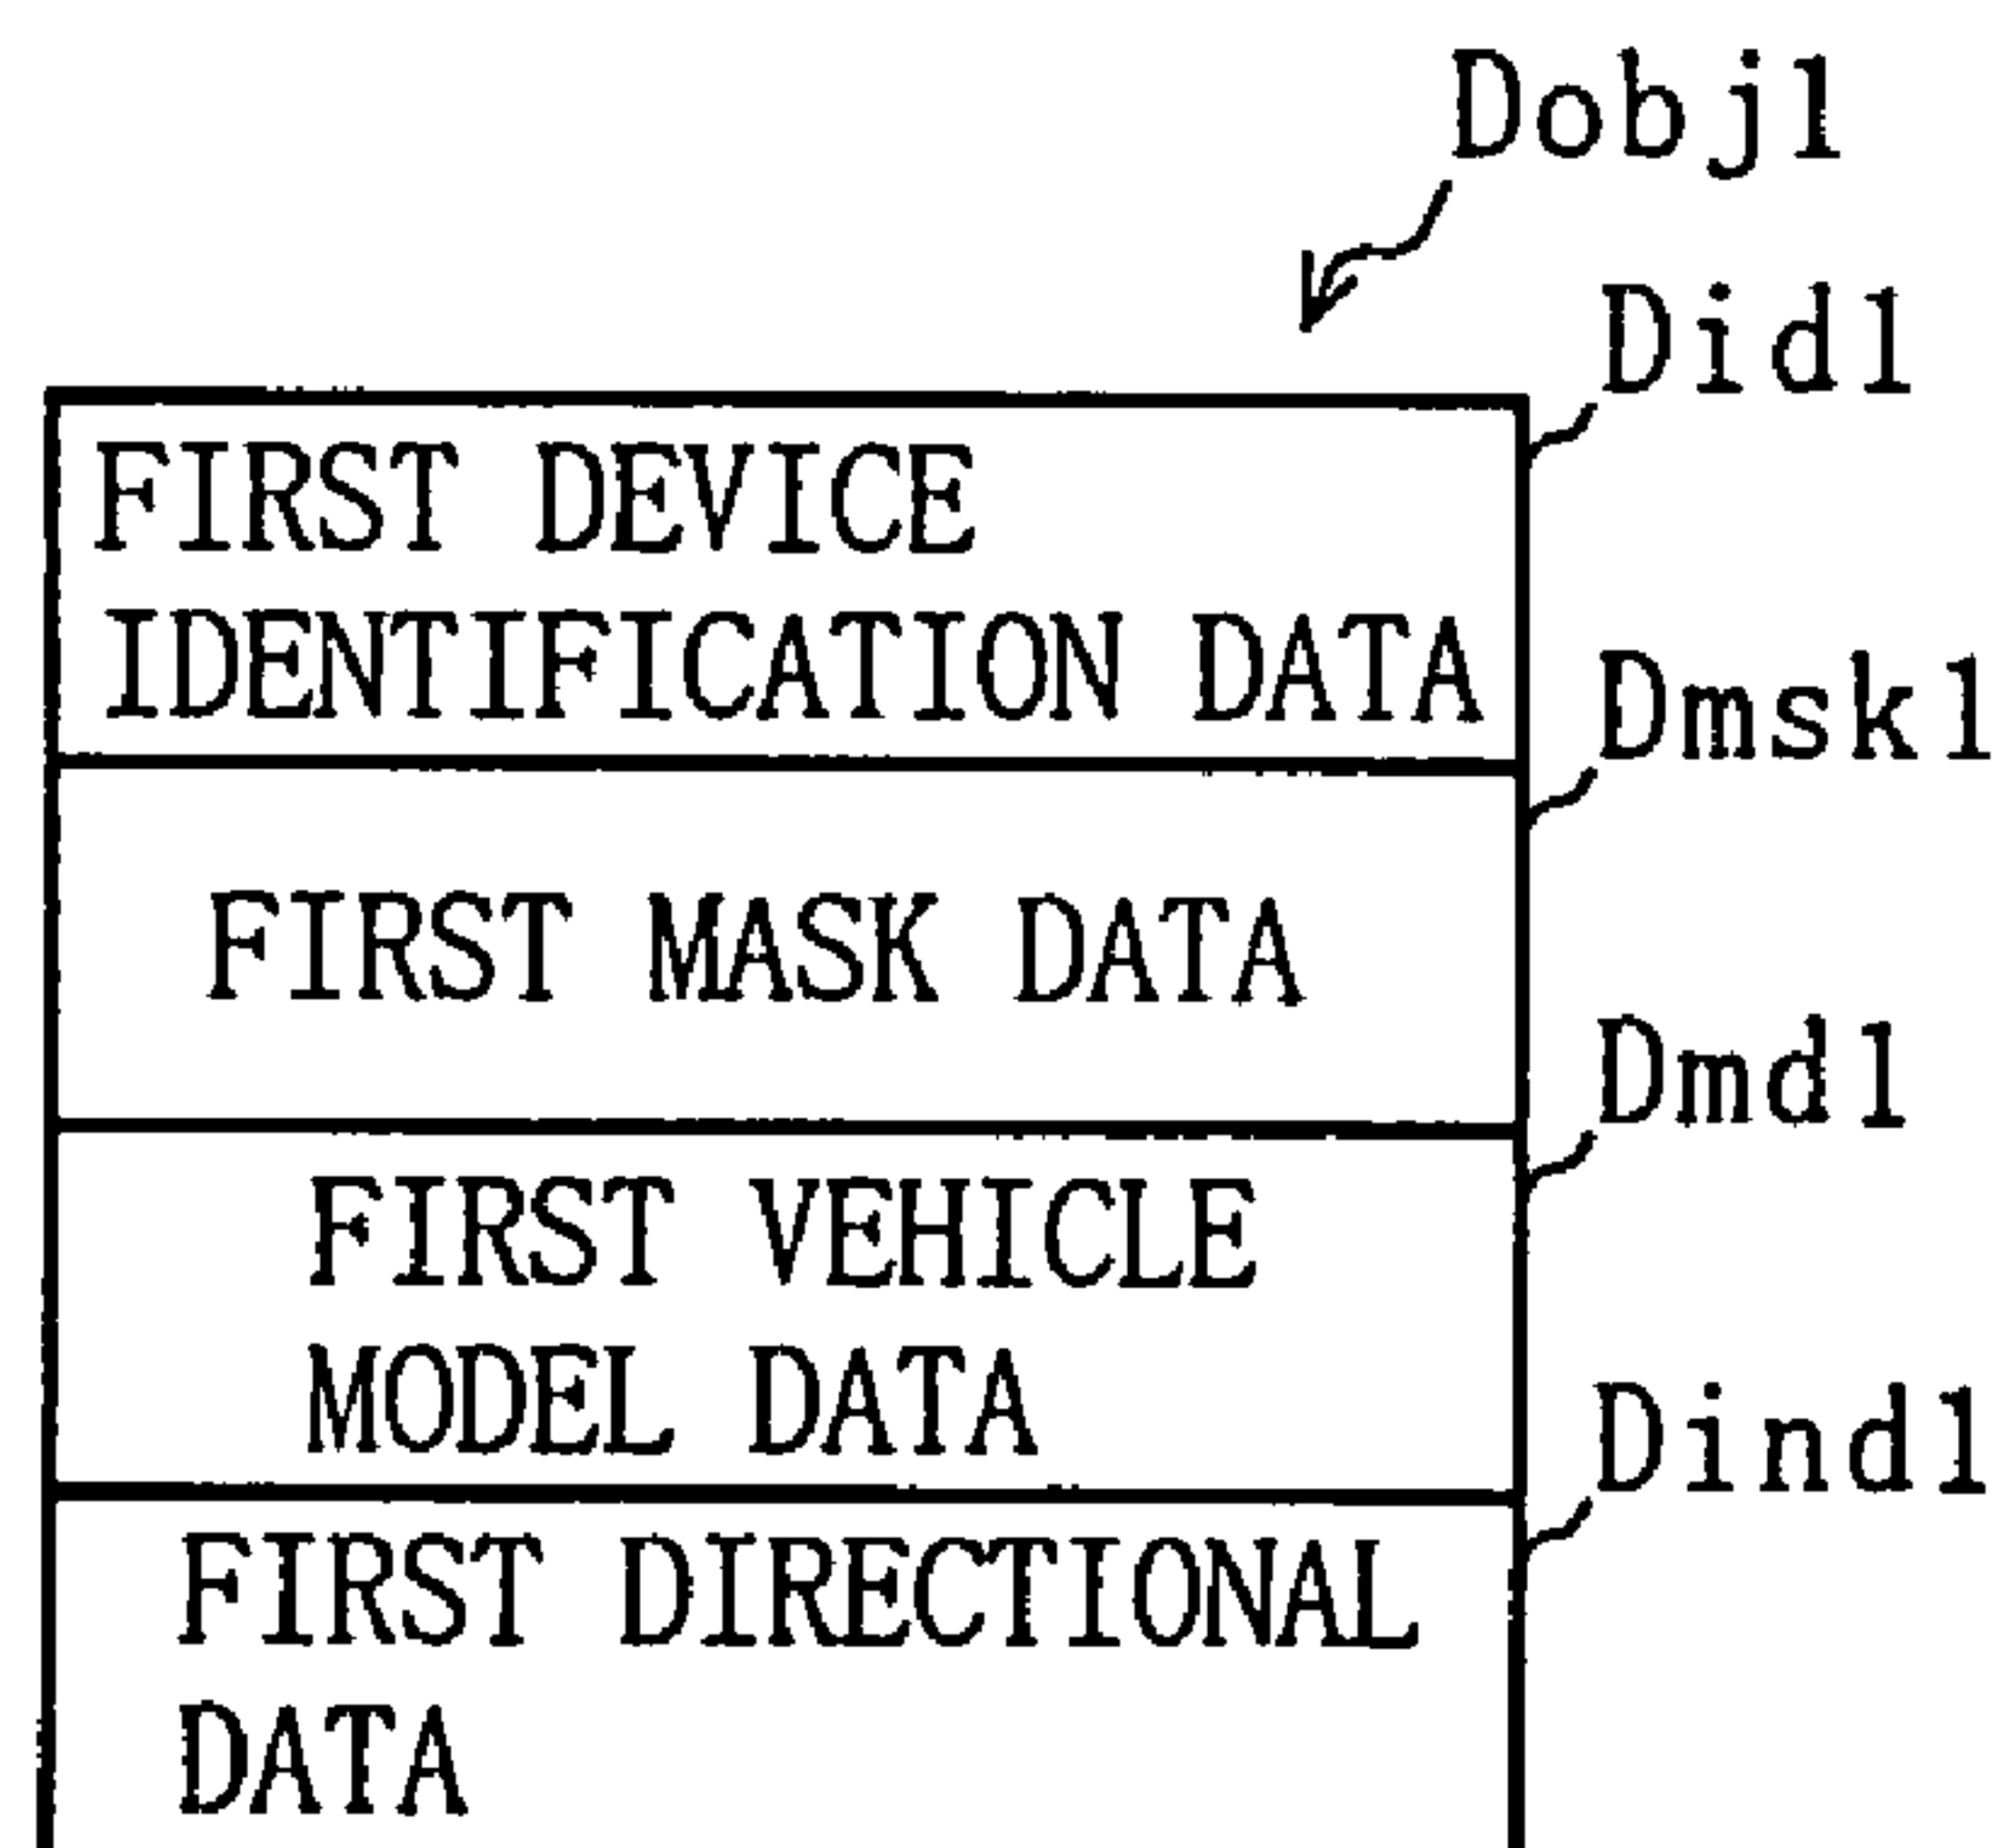 Dobj1
Did1
FIRST DEVICE
IDENTIFICATION DATA
Dmsk1
FIRST MASK DATA
Dmd1
FIRST VEHICLE
MODEL DATA
Dind1
FIRST DIRECTIONAL
DATA